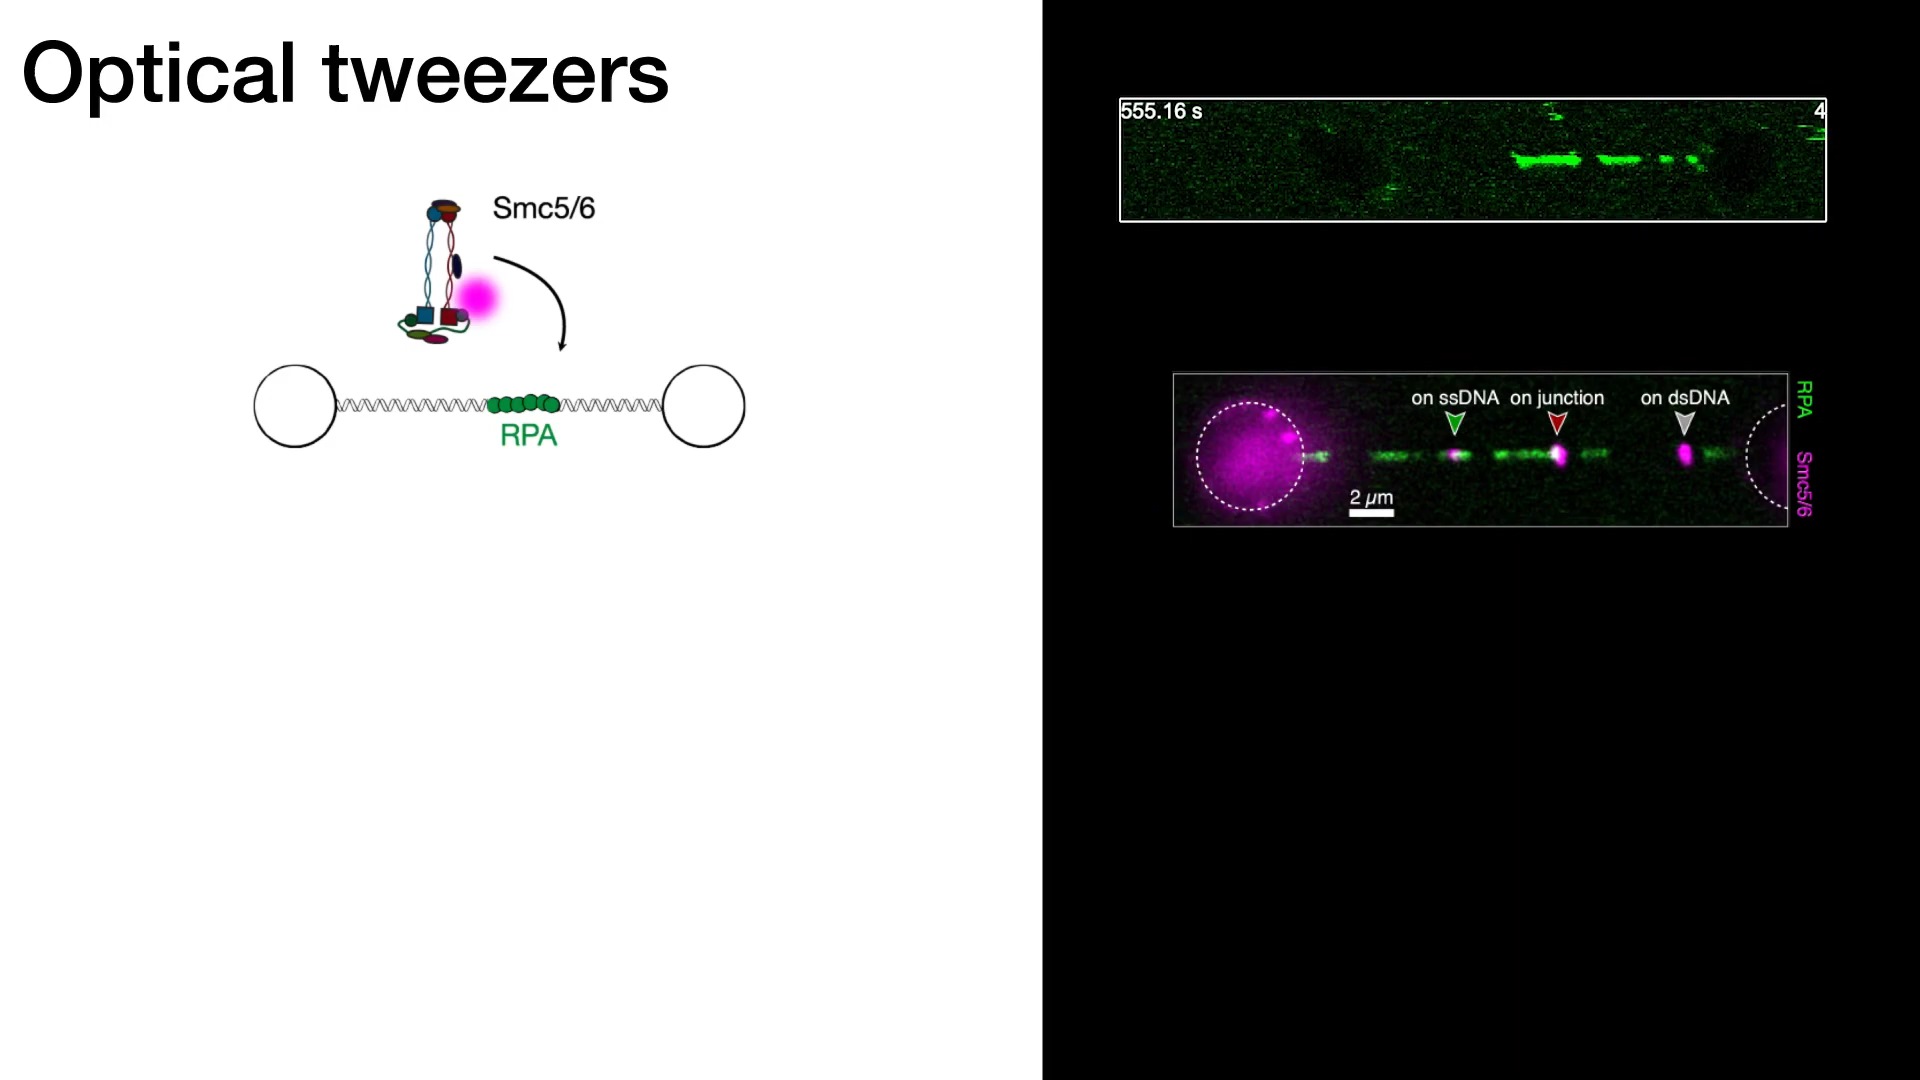 Optical tweezers
Smc5/6
RPA
555.16 s
4
on ssDNA
on junction
on dsDNA
2 µm
RPA
Smc5/6